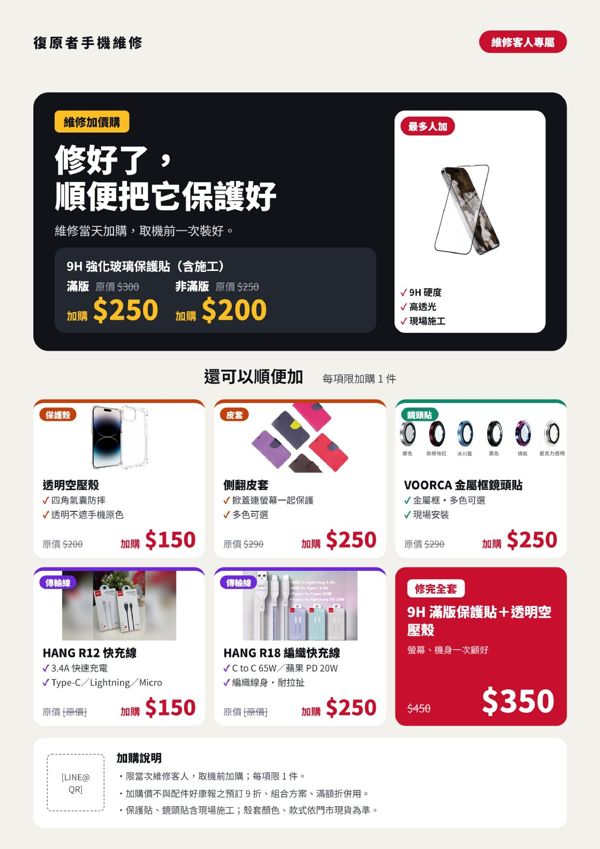 復原者手機維修
維修客人專屬
維修加價購
修好了，
順便把它保護好
維修當天加購，取機前一次裝好。
9H 強化玻璃保護貼（含施工）
滿版 原價 $300 非滿版 原價 $250
加購 $250 加購 $200
最多人加
✓ 9H 硬度
✓ 高透光
✓ 現場施工
還可以順便加 每項限加購 1 件
保護殼
透明空壓殼
✓ 四角氣囊防摔
✓ 透明不遮手機原色
原價 $200 加購 $150
皮套
側翻皮套
✓ 掀蓋連螢幕一起保護
✓ 多色可選
原價 $290 加購 $250
鏡頭貼
銀色
冰川藍
黑色
燒鈦
VOORCA 金屬框鏡頭貼
✓ 金屬框・多色可選
✓ 現場安裝
原價 $290 加購 $250
傳輸線
HANG R12 快充線
✓ 3.4A 快速充電
✓ Type-C／Lightning／Micro
原價 [原價] 加購 $150
傳輸線
HANG R18 編織快充線
✓ C to C 65W／蘋果 PD 20W
✓ 編織線身・耐拉扯
原價 [原價] 加購 $250
修完全套
9H 滿版保護貼＋透明空
壓殼
螢幕、機身一次顧好
$450 $350
[LINE@
QR]
加購說明
・限當次維修客人，取機前加購；每項限 1 件。
・加購價不與配件好康報之預訂 9 折、組合方案、滿額折併用。
・保護貼、鏡頭貼含現場施工；殼套顏色、款式依門市現貨為準。